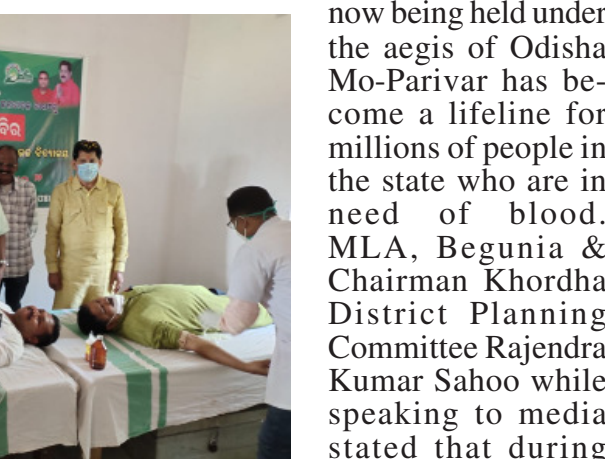 ବିର
now being held under
the aegis of Odisha
Mo-Parivar has be-
come a lifeline for
millions of people in
the state who are in
need of blood.
MLA, Begunia &
Chairman Khordha
District Planning
Committee Rajendra
Kumar Sahoo while
speaking to media
stated that during